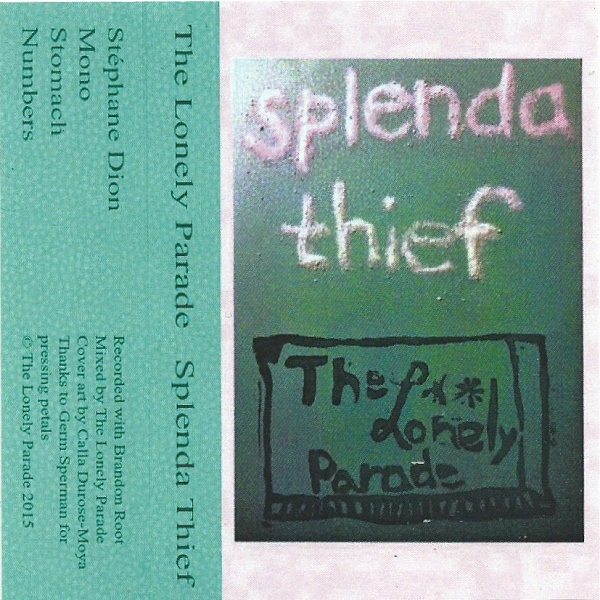 splenda
thief
The
Lonely
Parade
The Lonely Parade Splenda Thief
Stéphane Dion
Mono
Stomach
Numbers
Recorded with Brandon Root
Mixed by The Lonely Parade
Cover art by Calla Durose-Moya
Thanks to Germ Sperman for
pressing petals
© The Lonely Parade 2015